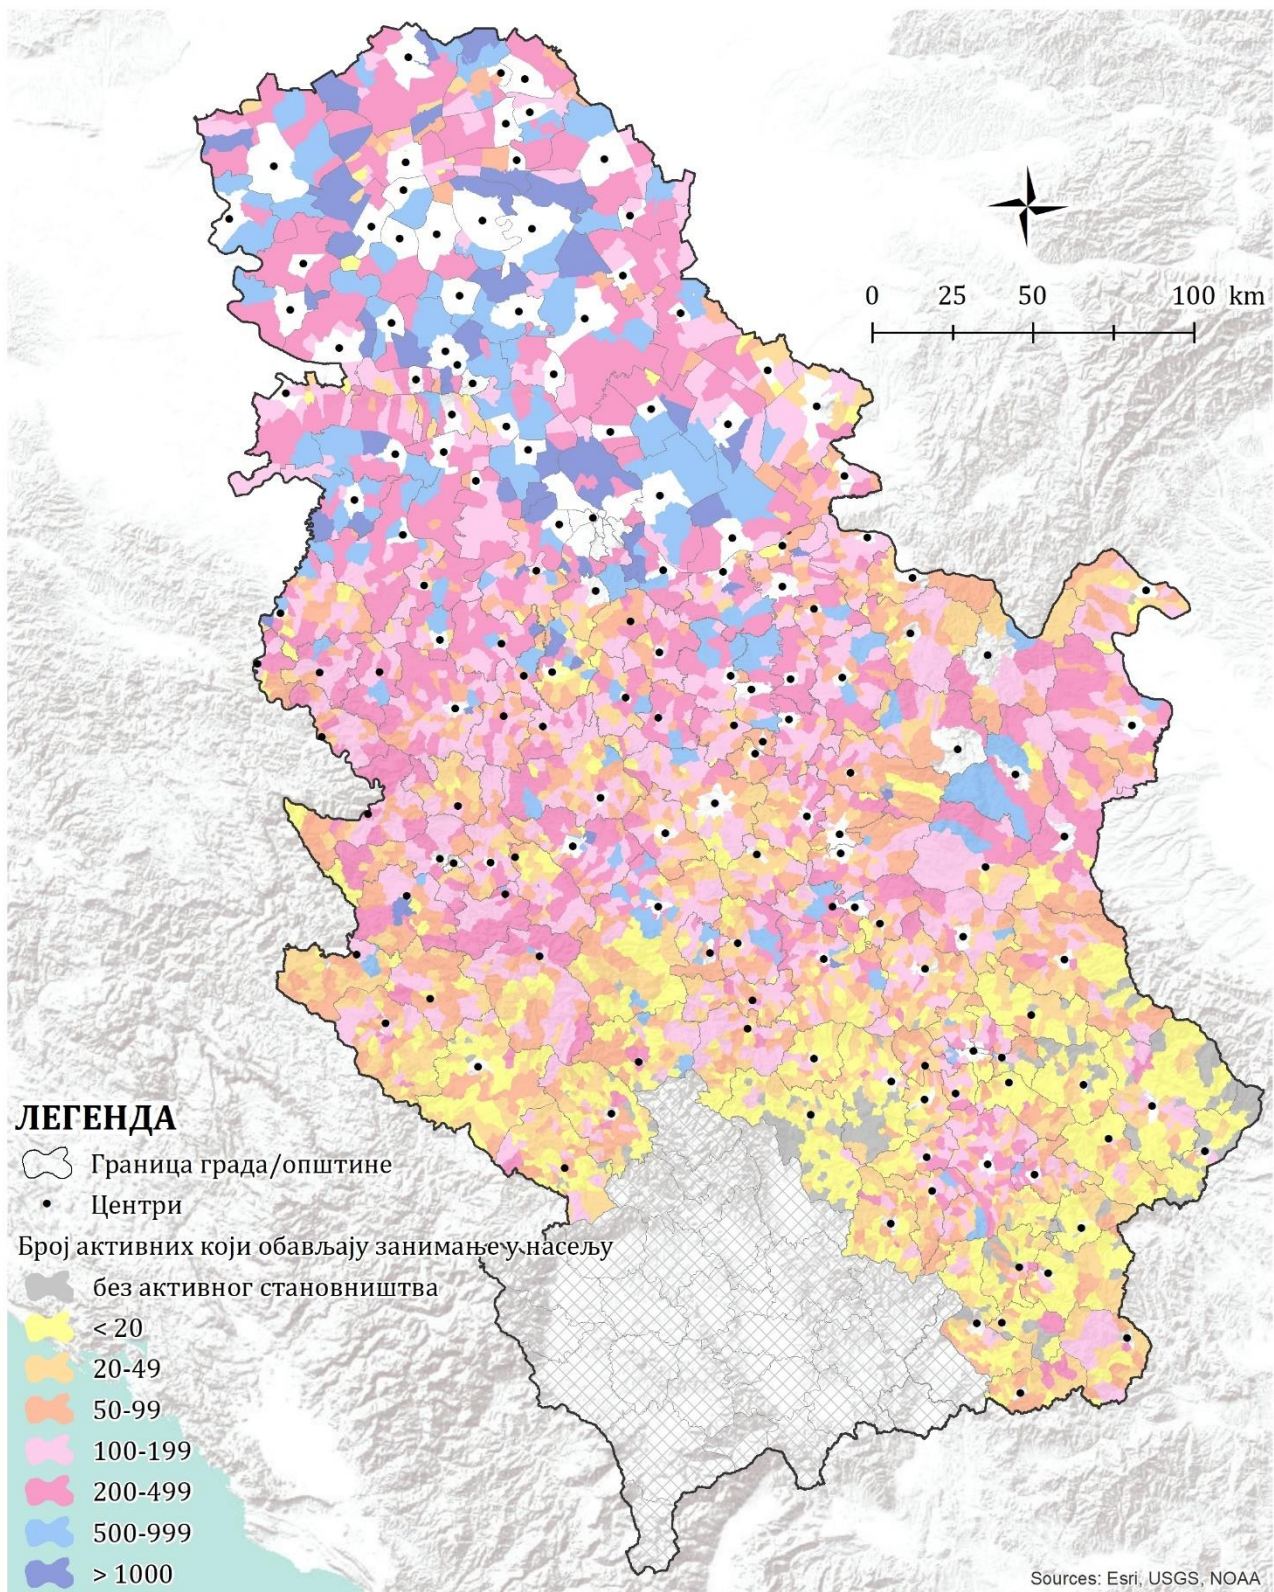 0 25 50 100 km
ЛЕГЕНДА
Граница града/општине
Центри
Број активних који обављају занимање у насељу
без активног становништва
< 20
20-49
50-99
100-199
200-499
500-999
> 1000
Sources: Esri, USGS, NOAA